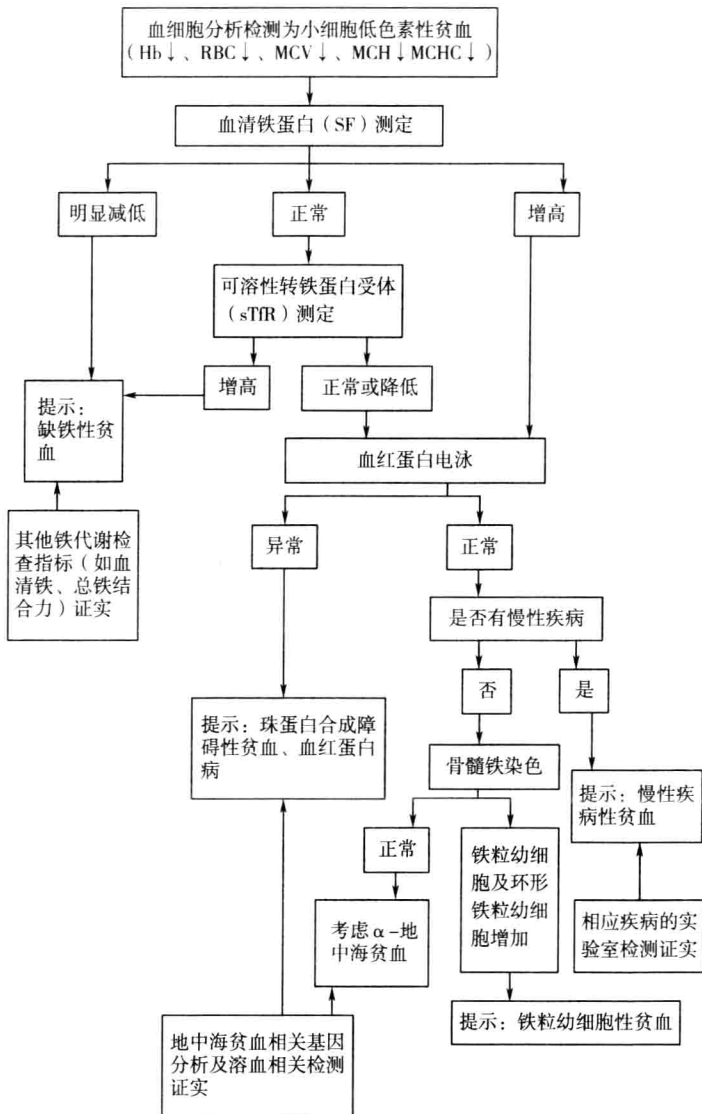 血细胞分析检测为小细胞低色素性贫血
(Hb↓、RBC↓、MCV↓、MCH↓MCHC↓)
血清铁蛋白(SF)测定
明显减低
正常
增高
可溶性转铁蛋白受体
(sTfR)测定
增高
正常或降低
提示:
缺铁性贫
血
血红蛋白电泳
其他铁代谢检
查指标(如血
清铁、总铁结
合力)证实
异常
正常
是否有慢性疾病
否
是
提示:珠蛋白合成障
碍性贫血、血红蛋白
病
骨髓铁染色
提示:慢性疾
病性贫血
正常
铁粒幼细
胞及环形
铁粒幼细
胞增加
考虑α-地
中海贫血
相应疾病的实
验室检测证实
提示:铁粒幼细胞性贫血
地中海贫血相关基因
分析及溶血相关检测
证实